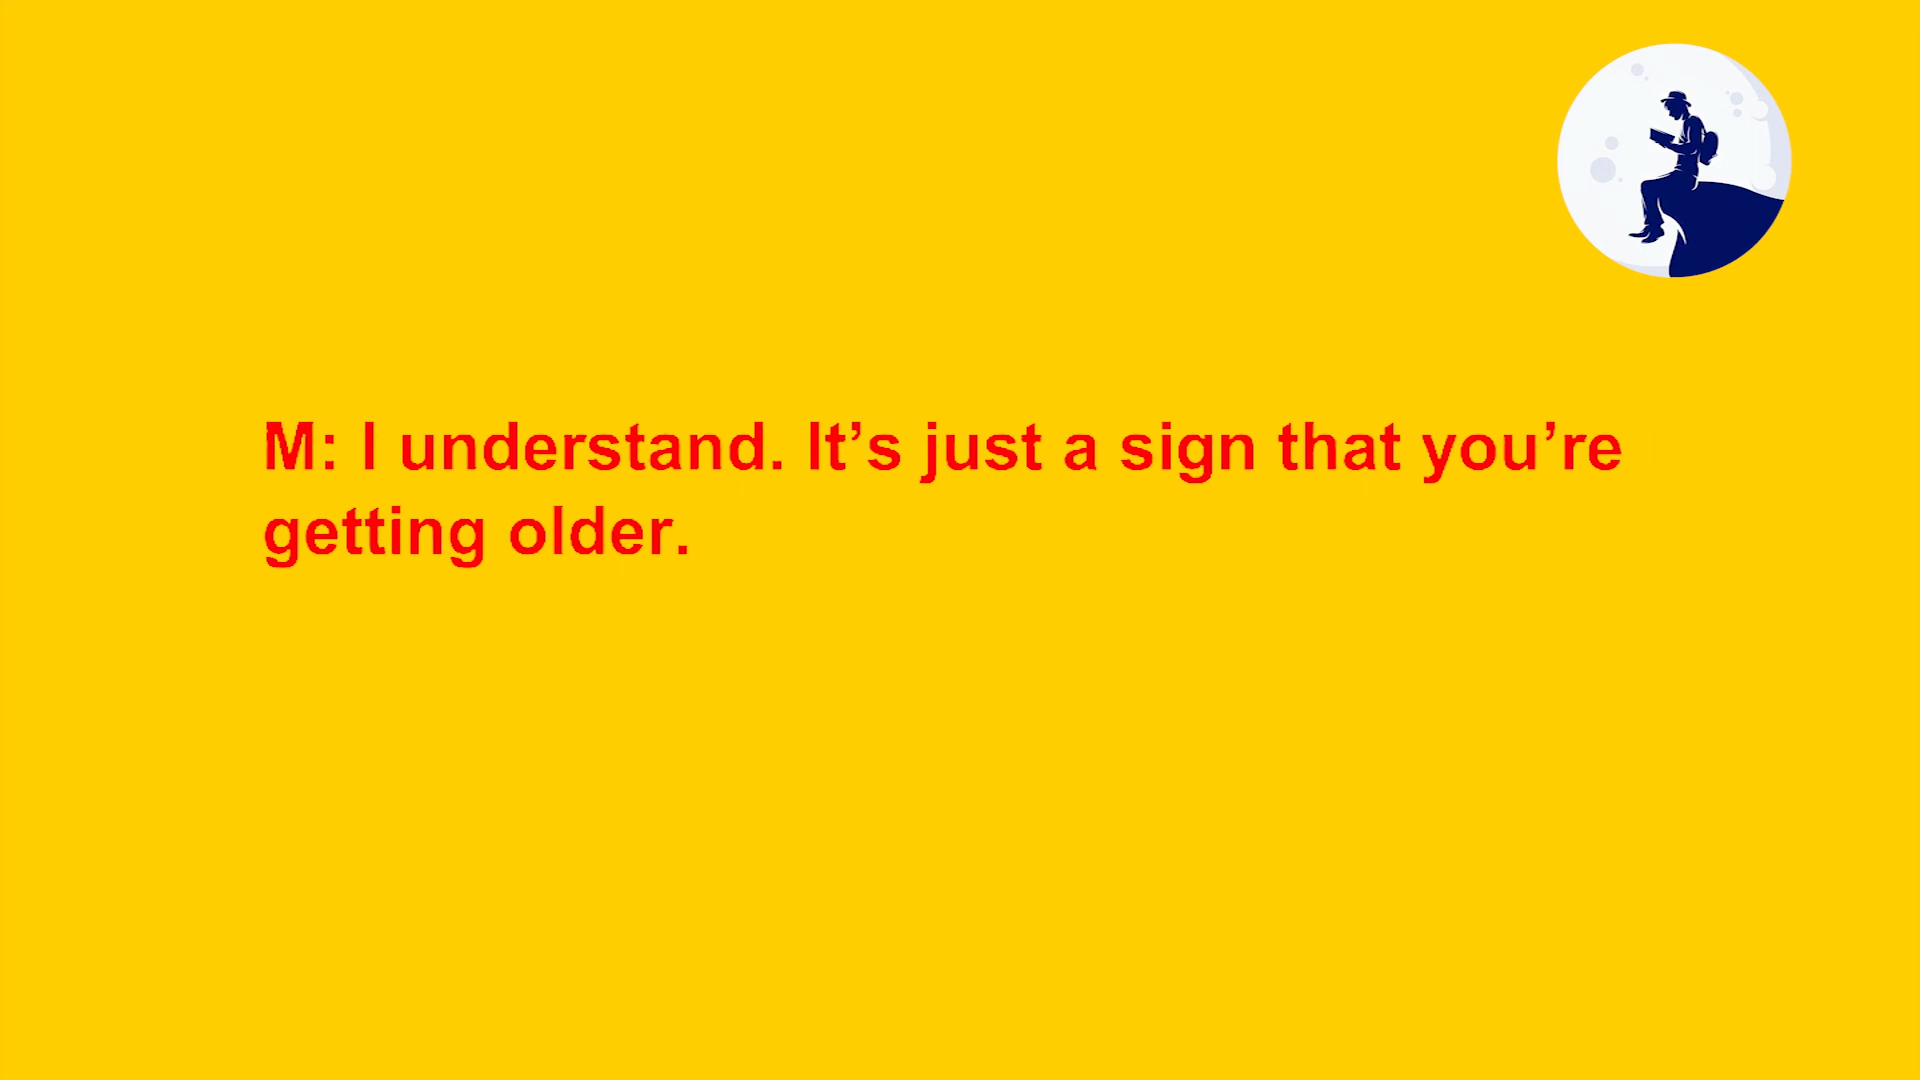 M: I understand. It’s just a sign that you’re
getting older.